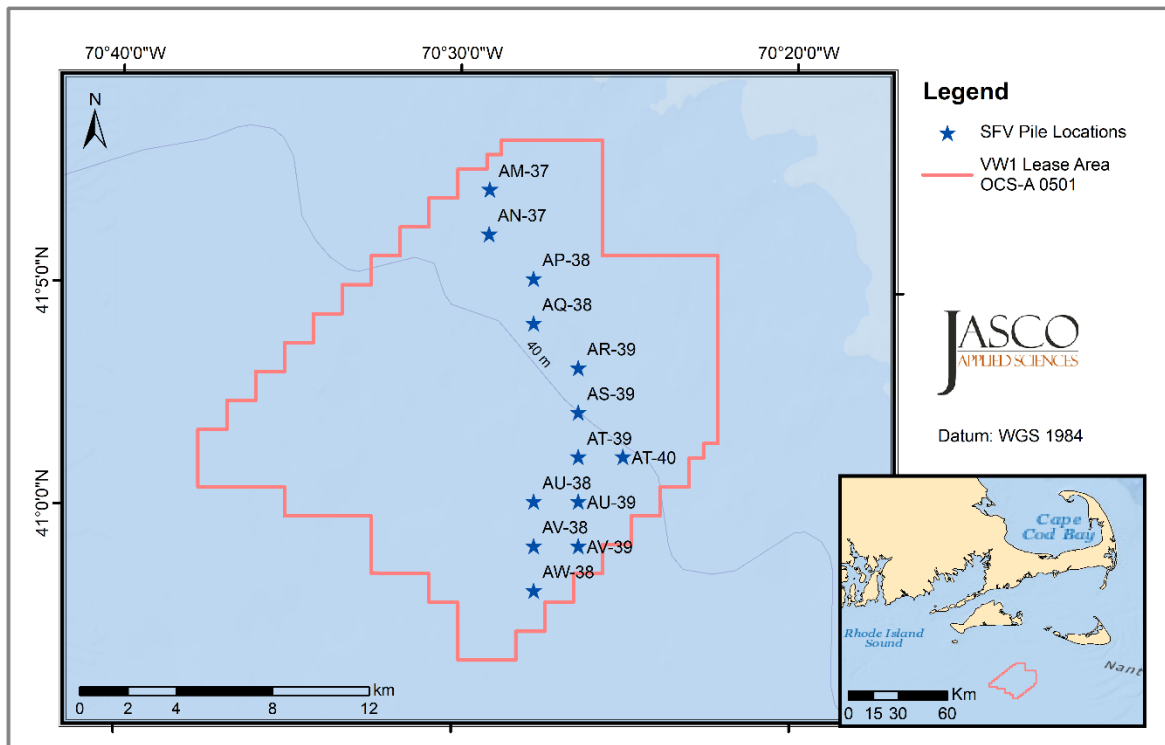 70°40'0"W
70°30'0"W
70°20'0"W
N
41°5'0"N
41°0'0"N
AM-37
AN-37
AP-38
AQ-38
40 m
AR-39
AS-39
AT-39
AT-40
AU-38
AU-39
AV-38
AV-39
AW-38
km
0 2 4 8 12
Legend
SFV Pile Locations
VW1 Lease Area
OCS-A 0501
JASCO
APPLIED SCIENCES
Datum: WGS 1984
Cape
Cod Bay
Rhode Island
Sound
Nant
Km
0 15 30 60